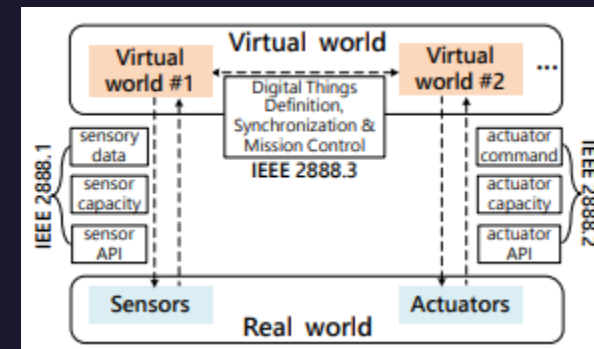 Virtual world
Virtual
world #1
Virtual
world #2
...
Digital Things
Definition,
Synchronization &
Mission Control
IEEE 2888.3
IEEE 2888.1
sensory
data
sensor
capacity
sensor
API
actuator
command
actuator
capacity
actuator
API
IEEE 2888.2
Sensors
Actuators
Real world